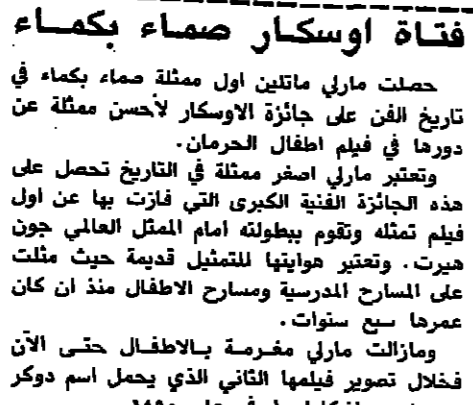 فتاة اوسكار صماء بكماء
حصلت مارلي ماتلين اول ممثلة صماء بكماء في
تاريخ الفن على جائزة الاوسكار لأحسن ممثلة عن
دورها في فيلم اطفال الحرمان.
وتعتبر مارلي اصغر ممثلة في التاريخ تحصل على
هذه الجائزة الفنية الكبرى التي فازت بها عن اول
فيلم تمثله وتقوم ببطولته امام الممثل العالمي جون
هيرت. وتعتبر هوايتها للتمثيل قديمة حيث مثلت
على المسارح المدرسية ومسارح الاطفال منذ ان كان
عمرها سبع سنوات.
ومازالت مارلي مغرمة بالاطفال حتى الآن
فخلال تصوير فيلمها الثاني الذي يحمل اسم دوكر